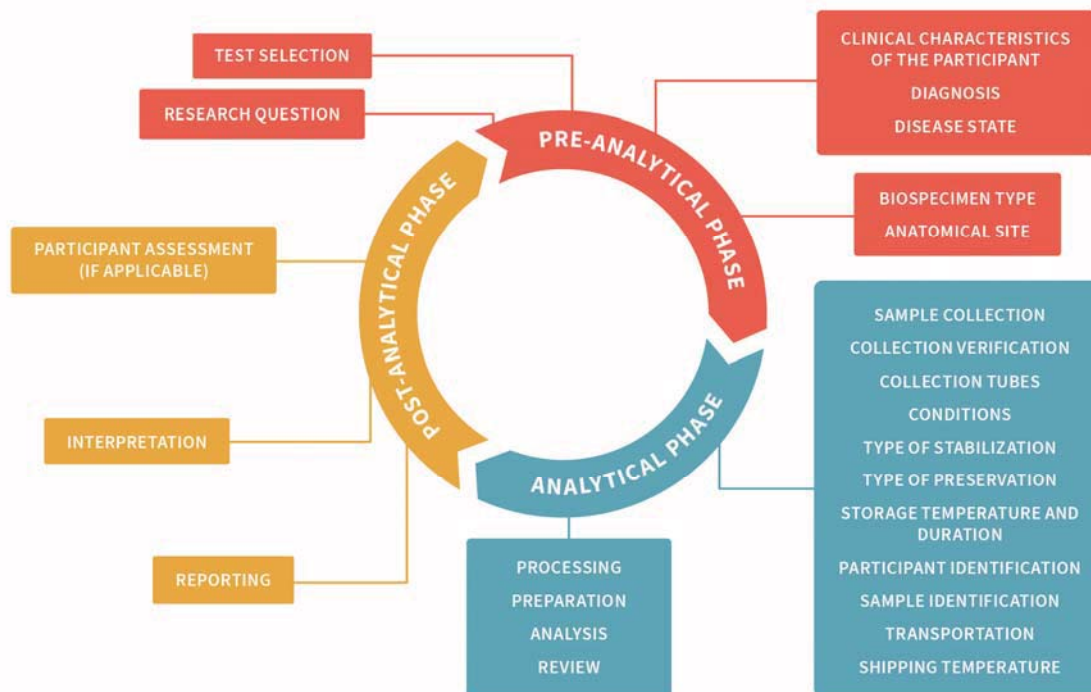 TEST SELECTION
RESEARCH QUESTION
CLINICAL CHARACTERISTICS
OF THE PARTICIPANT
DIAGNOSIS
DISEASE STATE
PRE-ANALYTICAL PHASE
BIOSPECIMEN TYPE
ANATOMICAL SITE
POST-ANALYTICAL PHASE
PARTICIPANT ASSESSMENT
(IF APPLICABLE)
INTERPRETATION
REPORTING
ANALYTICAL PHASE
PROCESSING
PREPARATION
ANALYSIS
REVIEW
SAMPLE COLLECTION
COLLECTION VERIFICATION
COLLECTION TUBES
CONDITIONS
TYPE OF STABILIZATION
TYPE OF PRESERVATION
STORAGE TEMPERATURE AND
DURATION
PARTICIPANT IDENTIFICATION
SAMPLE IDENTIFICATION
TRANSPORTATION
SHIPPING TEMPERATURE